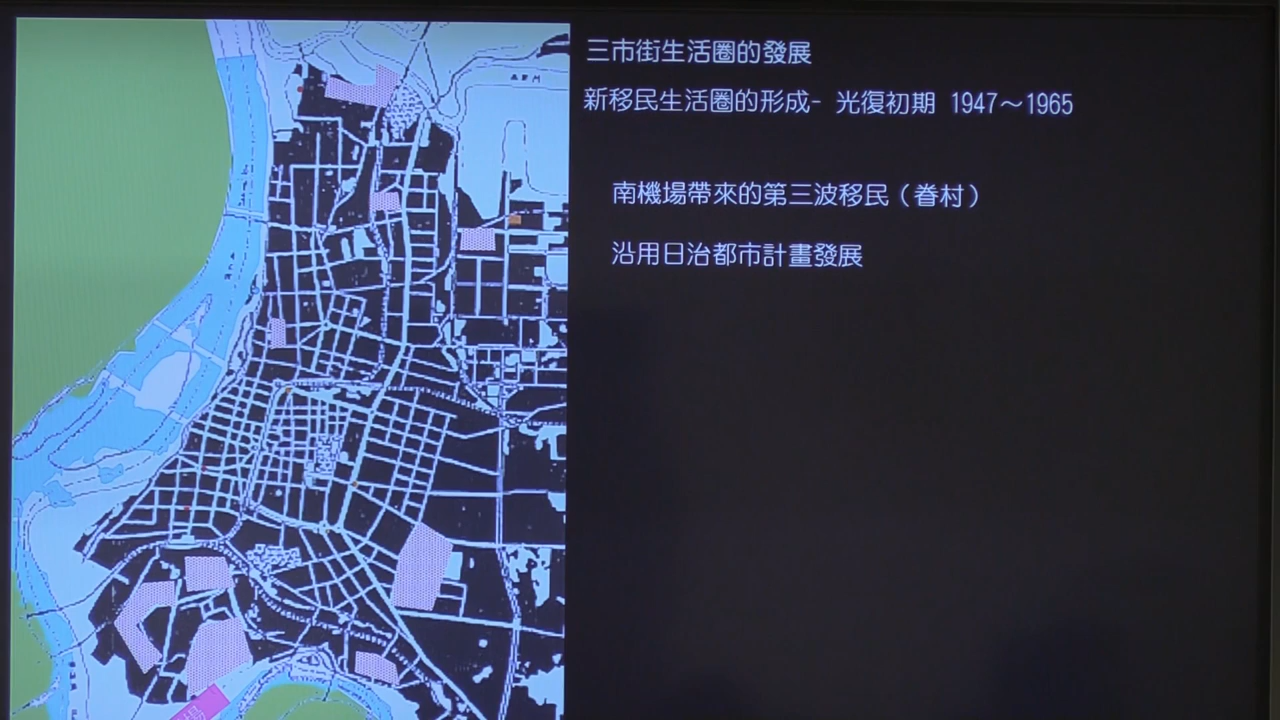 三市街生活圈的發展
新移民生活圈的形成- 光復初期 1947～1965
南機場帶來的第三波移民（眷村）
沿用日治都市計畫發展